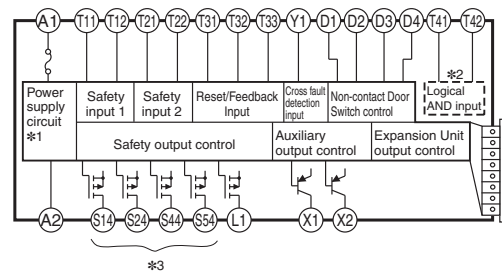 A1 T11 T12 T21 T22 T31 T32 T33 Y1 D1 D2 D3 D4 T41 T42
*2
Power
supply
circuit
*1
Safety
input 1
Safety
input 2
Reset/Feedback
Input
Cross fault
detection
input
Non-contact Door
Switch control
Logical
AND input
Safety output control
Auxiliary
output control
Expansion Unit
output control
A2 S14 S24 S44 S54 L1 X1 X2
*3